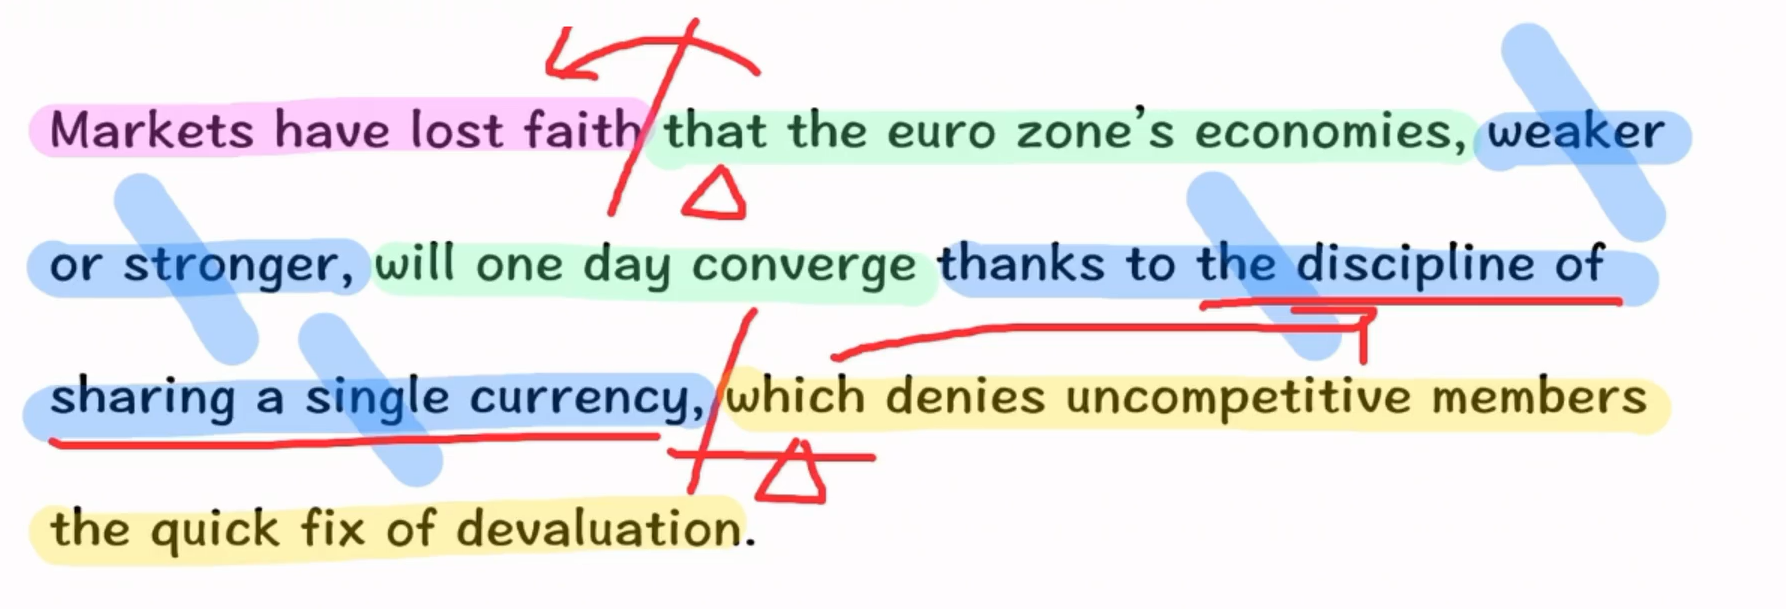 Markets have lost faith that the euro zone's economies, weaker
or stronger, will one day converge thanks to the discipline of
sharing a single currency, which denies uncompetitive members
the quick fix of devaluation.